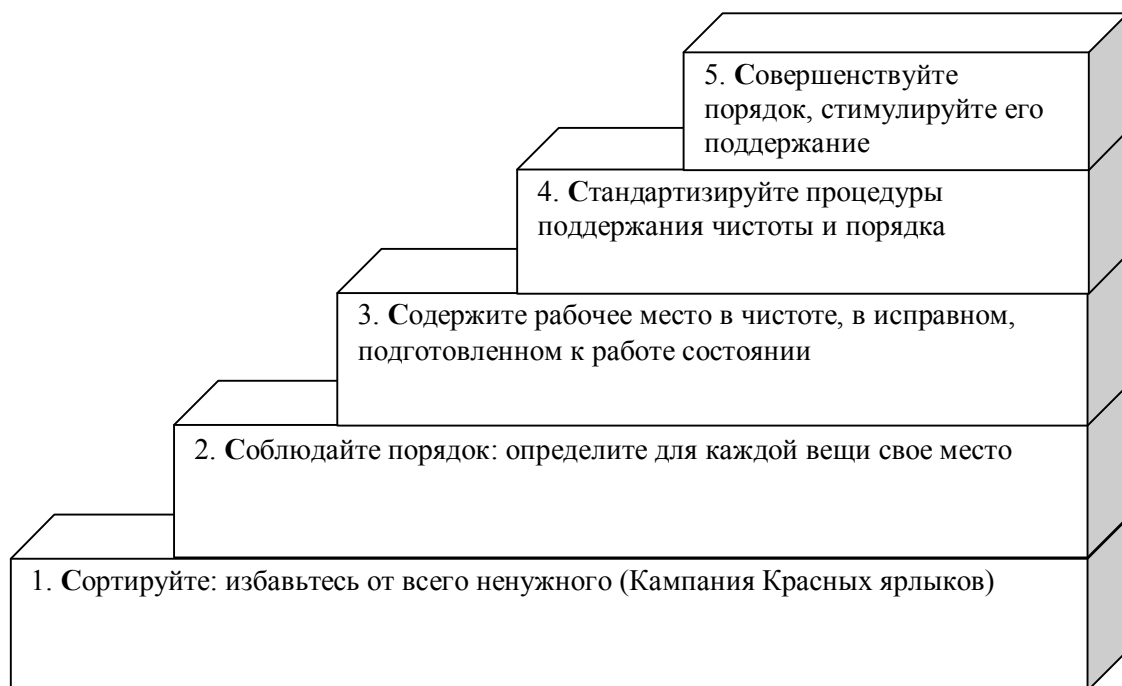 5. Совершенствуйте
порядок, стимулируйте его
поддержание
4. Стандартизируйте процедуры
поддержания чистоты и порядка
3. Содержите рабочее место в чистоте, в исправном,
подготовленном к работе состоянии
2. Соблюдайте порядок: определите для каждой вещи свое место
1. Сортируйте: избавьтесь от всего ненужного (Кампания Красных ярлыков)